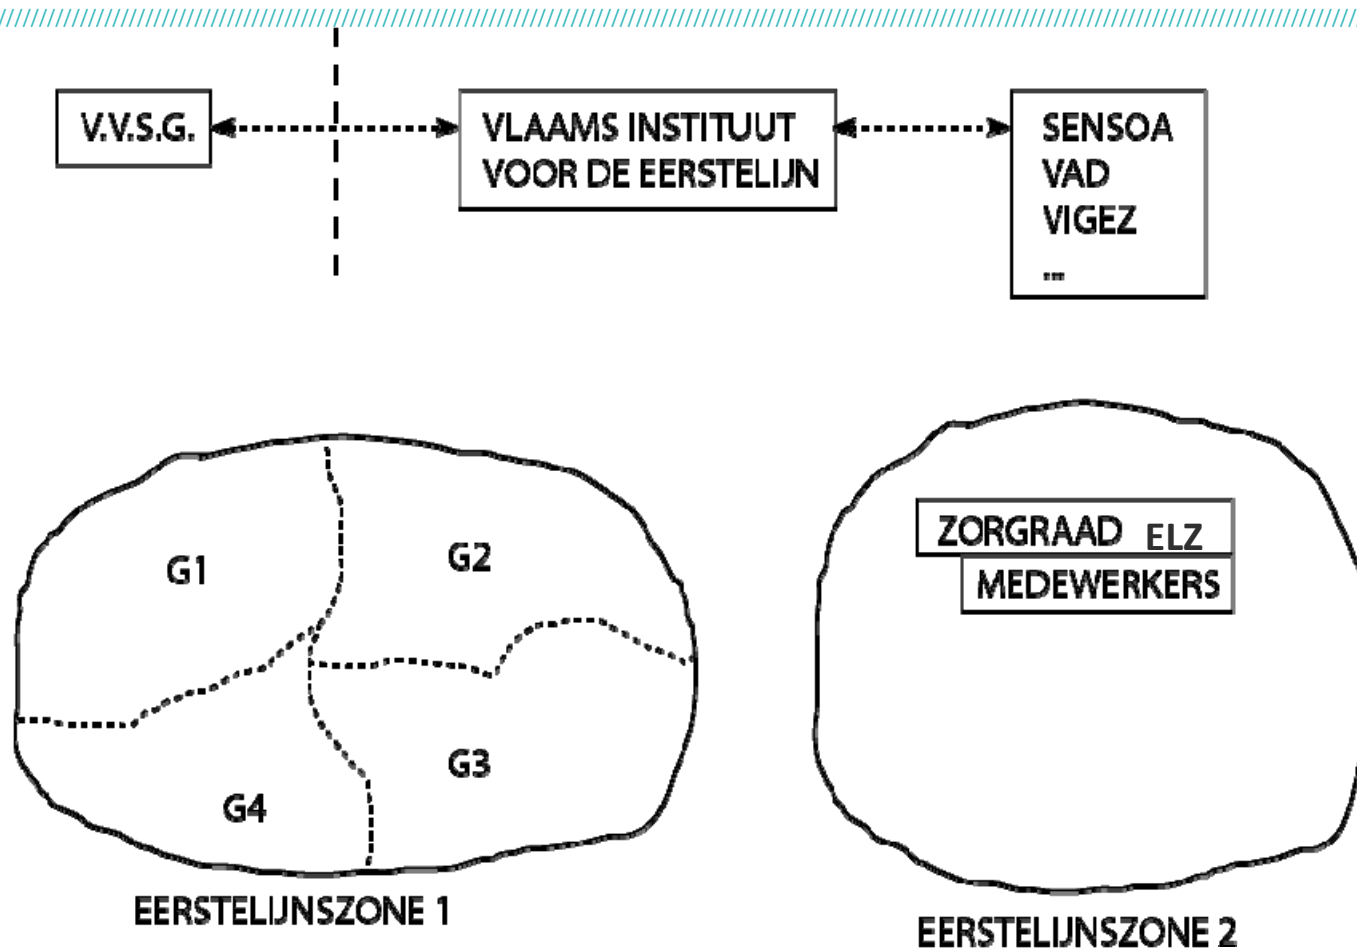 V.V.S.G.
VLAAMS INSTITUUT
VOOR DE EERSTELIJN
SENSOA
VAD
VIGEZ
...
G1
G2
G3
G4
EERSTELIJNSZONE 1
ZORGRAAD ELZ
MEDEWERKERS
EERSTELIJNSZONE 2